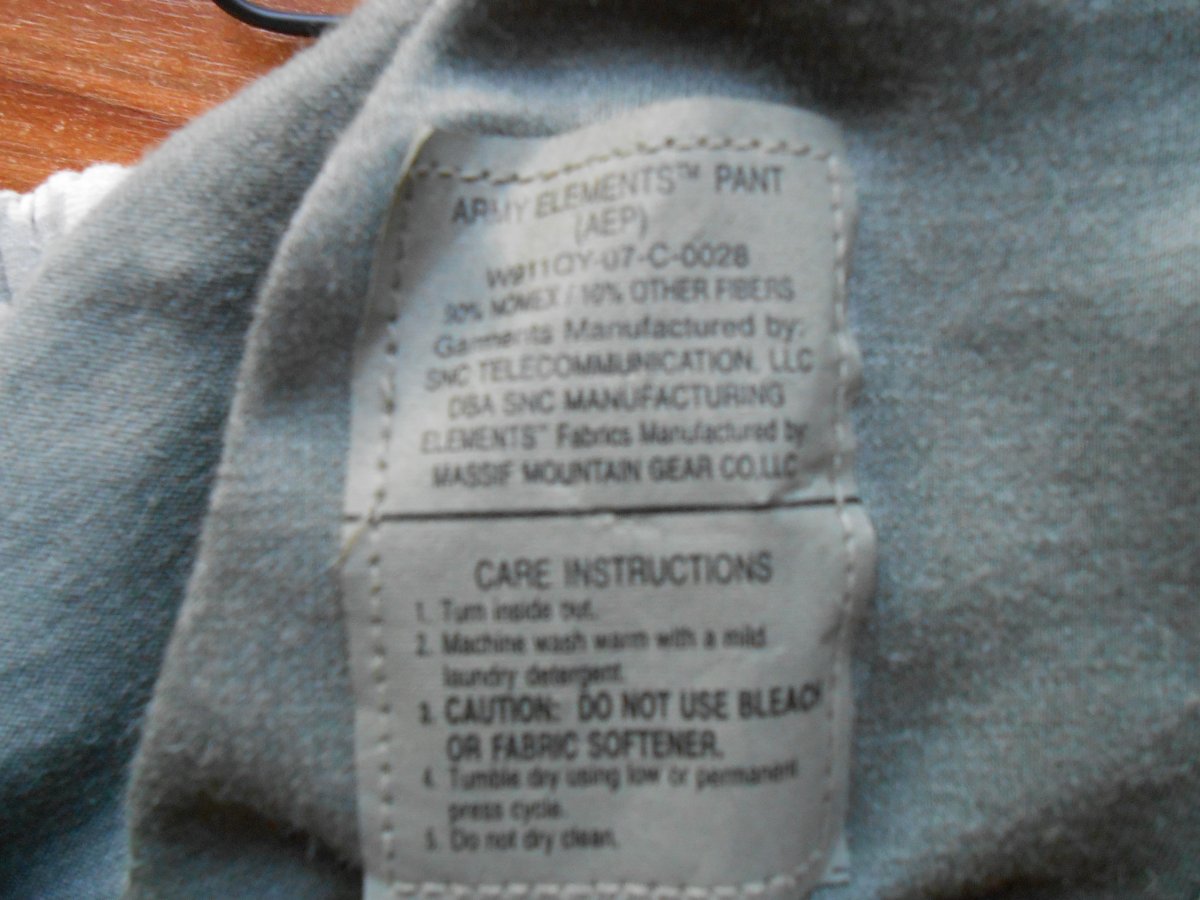 ARMY ELEMENTS™ PANT
(AEP)
W911QY-07-C-0028
90% NOMEX / 10% OTHER FIBERS
Garments Manufactured by:
SNC TELECOMMUNICATION, LLC
DBA SNC MANUFACTURING
ELEMENTS™ Fabrics Manufactured by
MASSIF MOUNTAIN GEAR CO.LLC
CARE INSTRUCTIONS
1. Turn inside out.
2. Machine wash warm with a mild
laundry detergent.
3. CAUTION: DO NOT USE BLEACH
OR FABRIC SOFTENER.
4. Tumble dry using low or permanent
press cycle.
5. Do not dry clean.